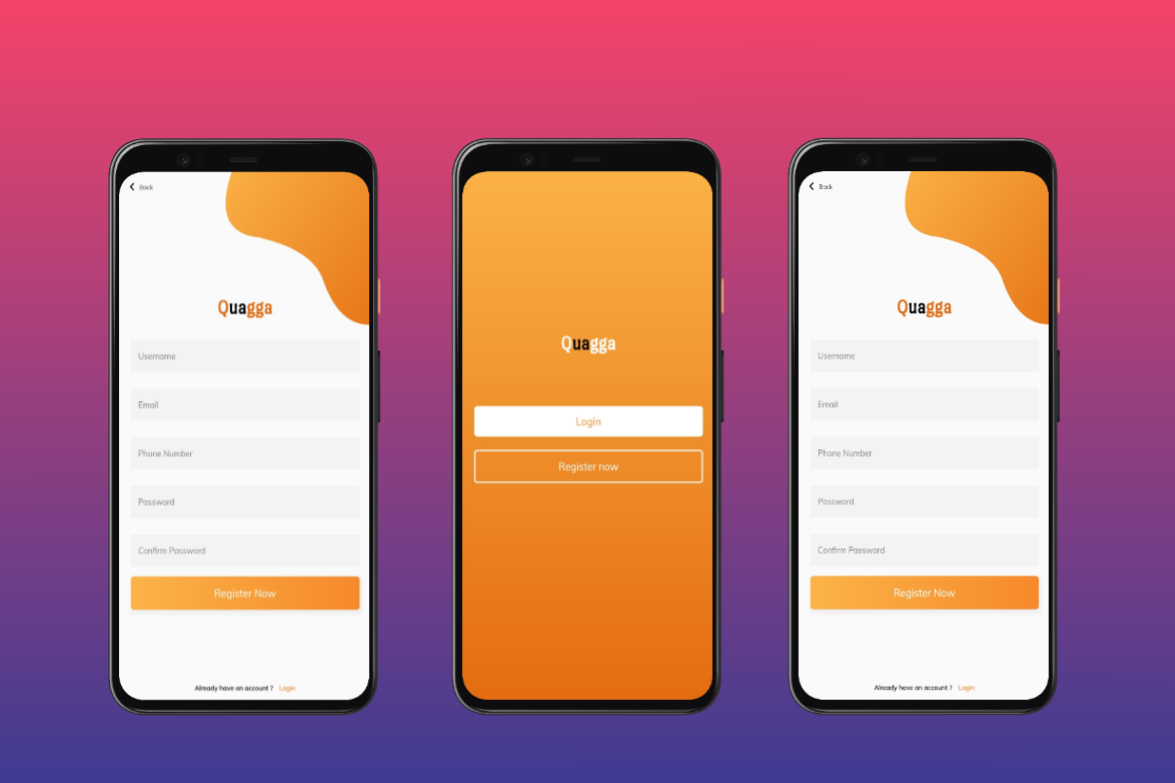 Back
Quagga
Username
Email
Phone Number
Password
Confirm Password
Register Now
Already have an account ? Login
Quagga
Login
Register now
Back
Quagga
Username
Email
Phone Number
Password
Confirm Password
Register Now
Already have an account ? Login